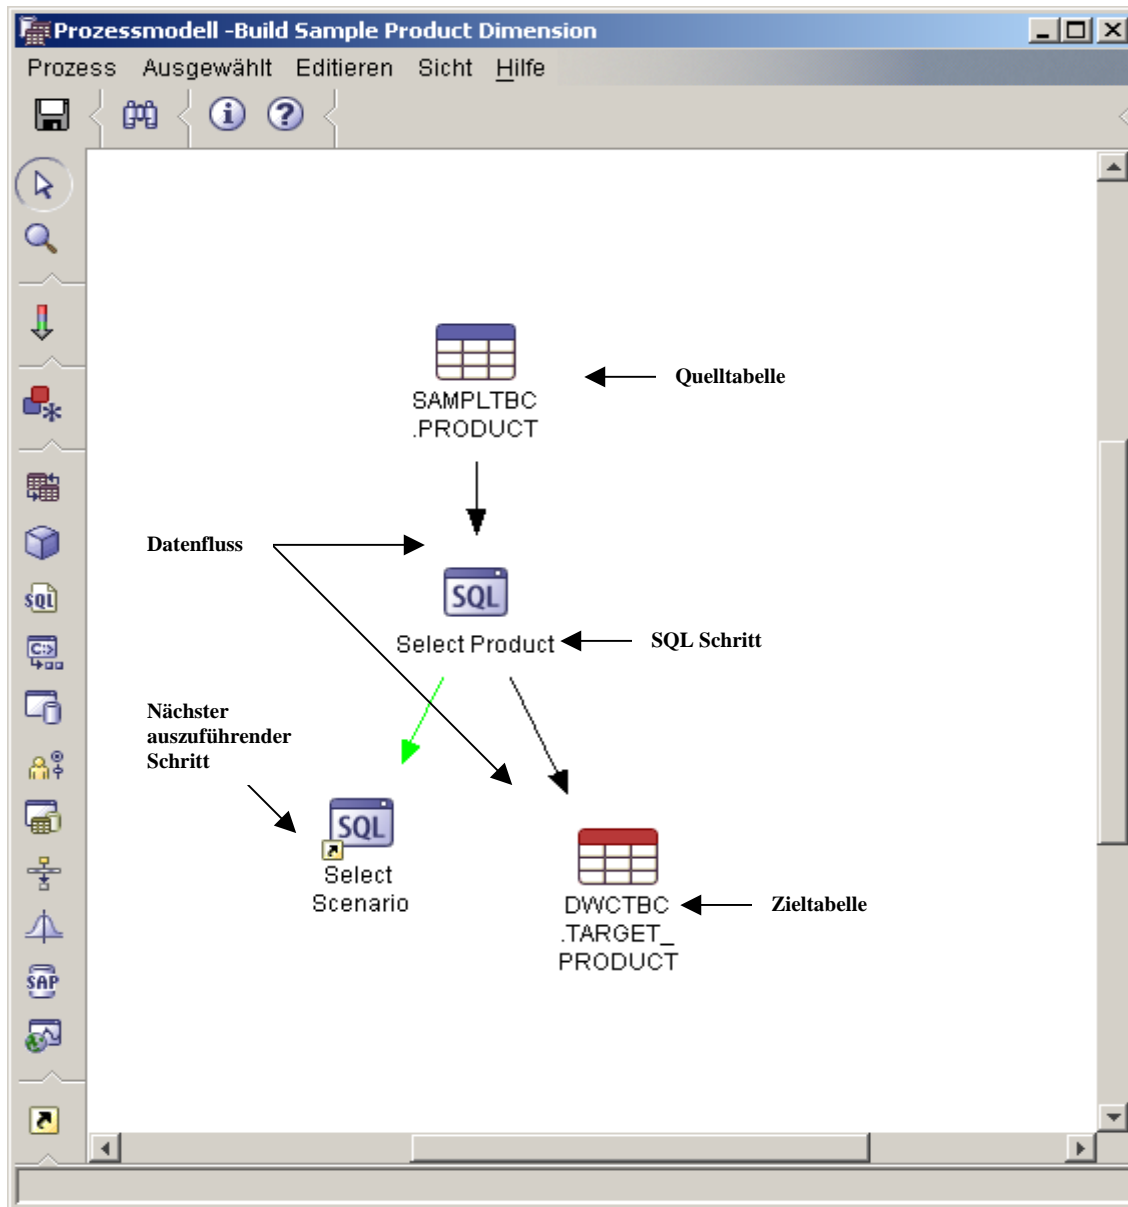 Prozessmodell -Build Sample Product Dimension
Prozess Ausgewählt Editieren Sicht Hilfe
SAMPLTBC
.PRODUCT
Quelltabelle
Datenfluss
SQL
Select Product
SQL Schritt
Nächster
auszuführender
Schritt
SQL
Select
Scenario
DWCTBC
.TARGET_
PRODUCT
Zieltabelle
SQL
C:>
SAP